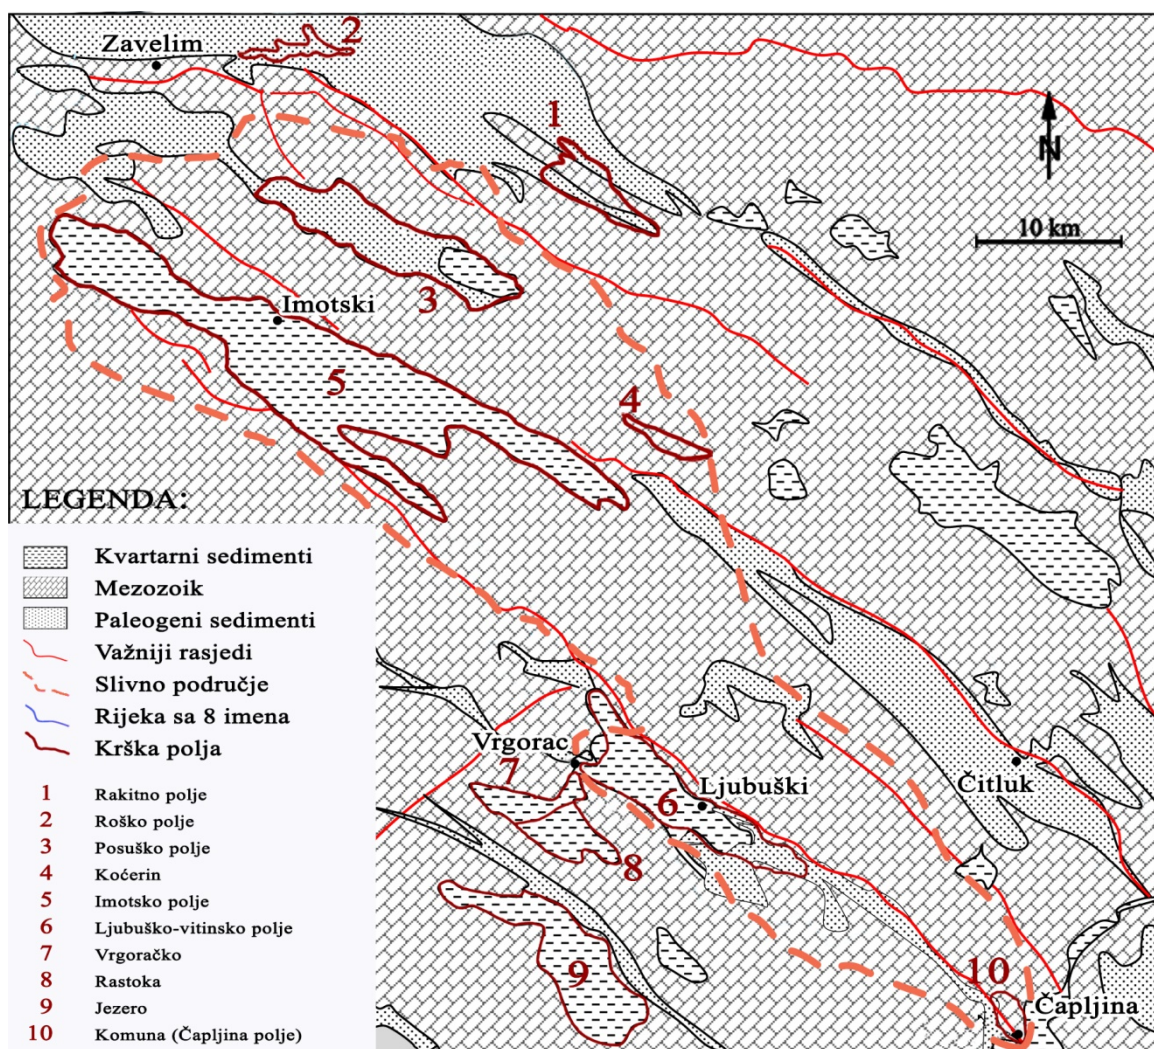 Zavelim
2
1
N
10 km
Imotski
3
5
4
LEGENDA:
Kvartarni sedimenti
Mezozoik
Paleogeni sedimenti
Važniji rasjedi
Slivno područje
Rijeka sa 8 imena
Krška polja
1 Rakitno polje
2 Roško polje
3 Posuško polje
4 Koćerin
5 Imotsko polje
6 Ljubuško-vitinsko polje
7 Vrgoračko
8 Rastoka
9 Jezero
10 Komuna (Čapljina polje)
Vrgorac
7
6
Ljubuški
Čitluk
8
9
10
Čapljina